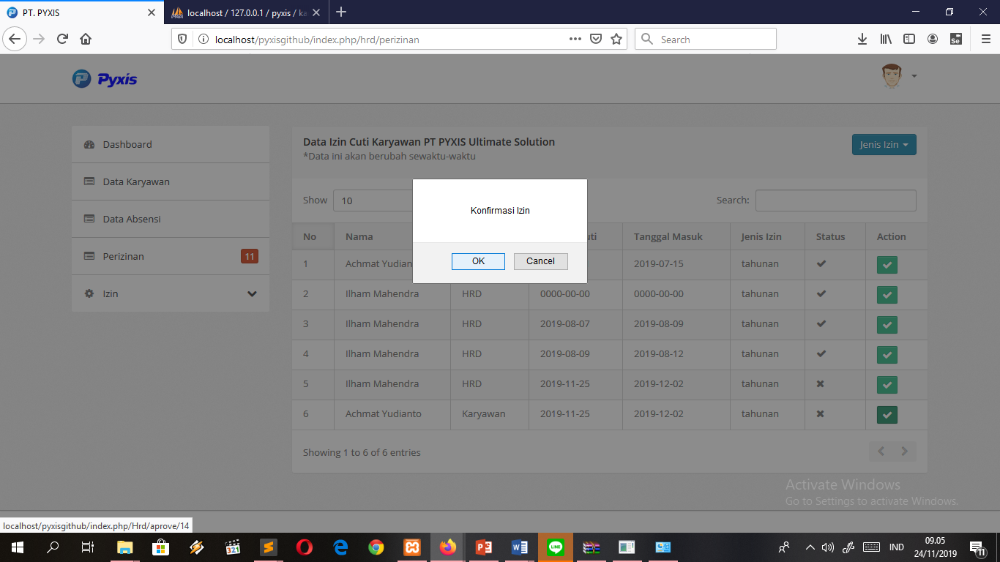 PT. PYXIS
localhost / 127.0.0.1 / pyxis / ka
localhost/pyxisgithub/index.php/hrd/perizinan
Search
Se
Pyxis
Dashboard
Data Karyawan
Data Absensi
Perizinan 11
Izin
Data Izin Cuti Karyawan PT PYXIS Ultimate Solution
*Data ini akan berubah sewaktu-waktu
Jenis Izin
Show 10
Search:
Konfirmasi Izin
OK Cancel
No Nama uti Tanggal Masuk Jenis Izin Status Action
1 Achmat Yudian 2019-07-15 tahunan
2 Ilham Mahendra HRD 0000-00-00 0000-00-00 tahunan
3 Ilham Mahendra HRD 2019-08-07 2019-08-09 tahunan
4 Ilham Mahendra HRD 2019-08-09 2019-08-12 tahunan
5 Ilham Mahendra HRD 2019-11-25 2019-12-02 tahunan
6 Achmat Yudianto Karyawan 2019-11-25 2019-12-02 tahunan
Showing 1 to 6 of 6 entries
Activate Windows
Go to Settings to activate Windows.
localhost/pyxisgithub/index.php/Hrd/aprove/14
321
LINE
IND
09.05
24/11/2019
11